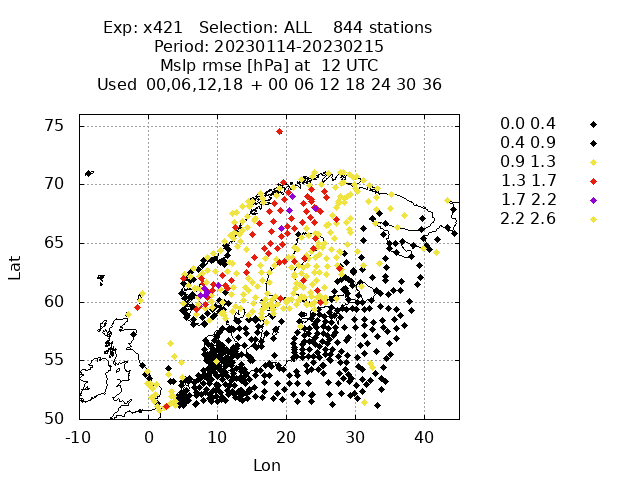 Exp: x421 Selection: ALL 844 stations
Period: 20230114-20230215
Mslp rmse [hPa] at 12 UTC
Used 00,06,12,18 + 00 06 12 18 24 30 36
75
70
65
60
55
50
Lat
-10 0 10 20 30 40
Lon
0.0 0.4
0.4 0.9
0.9 1.3
1.3 1.7
1.7 2.2
2.2 2.6